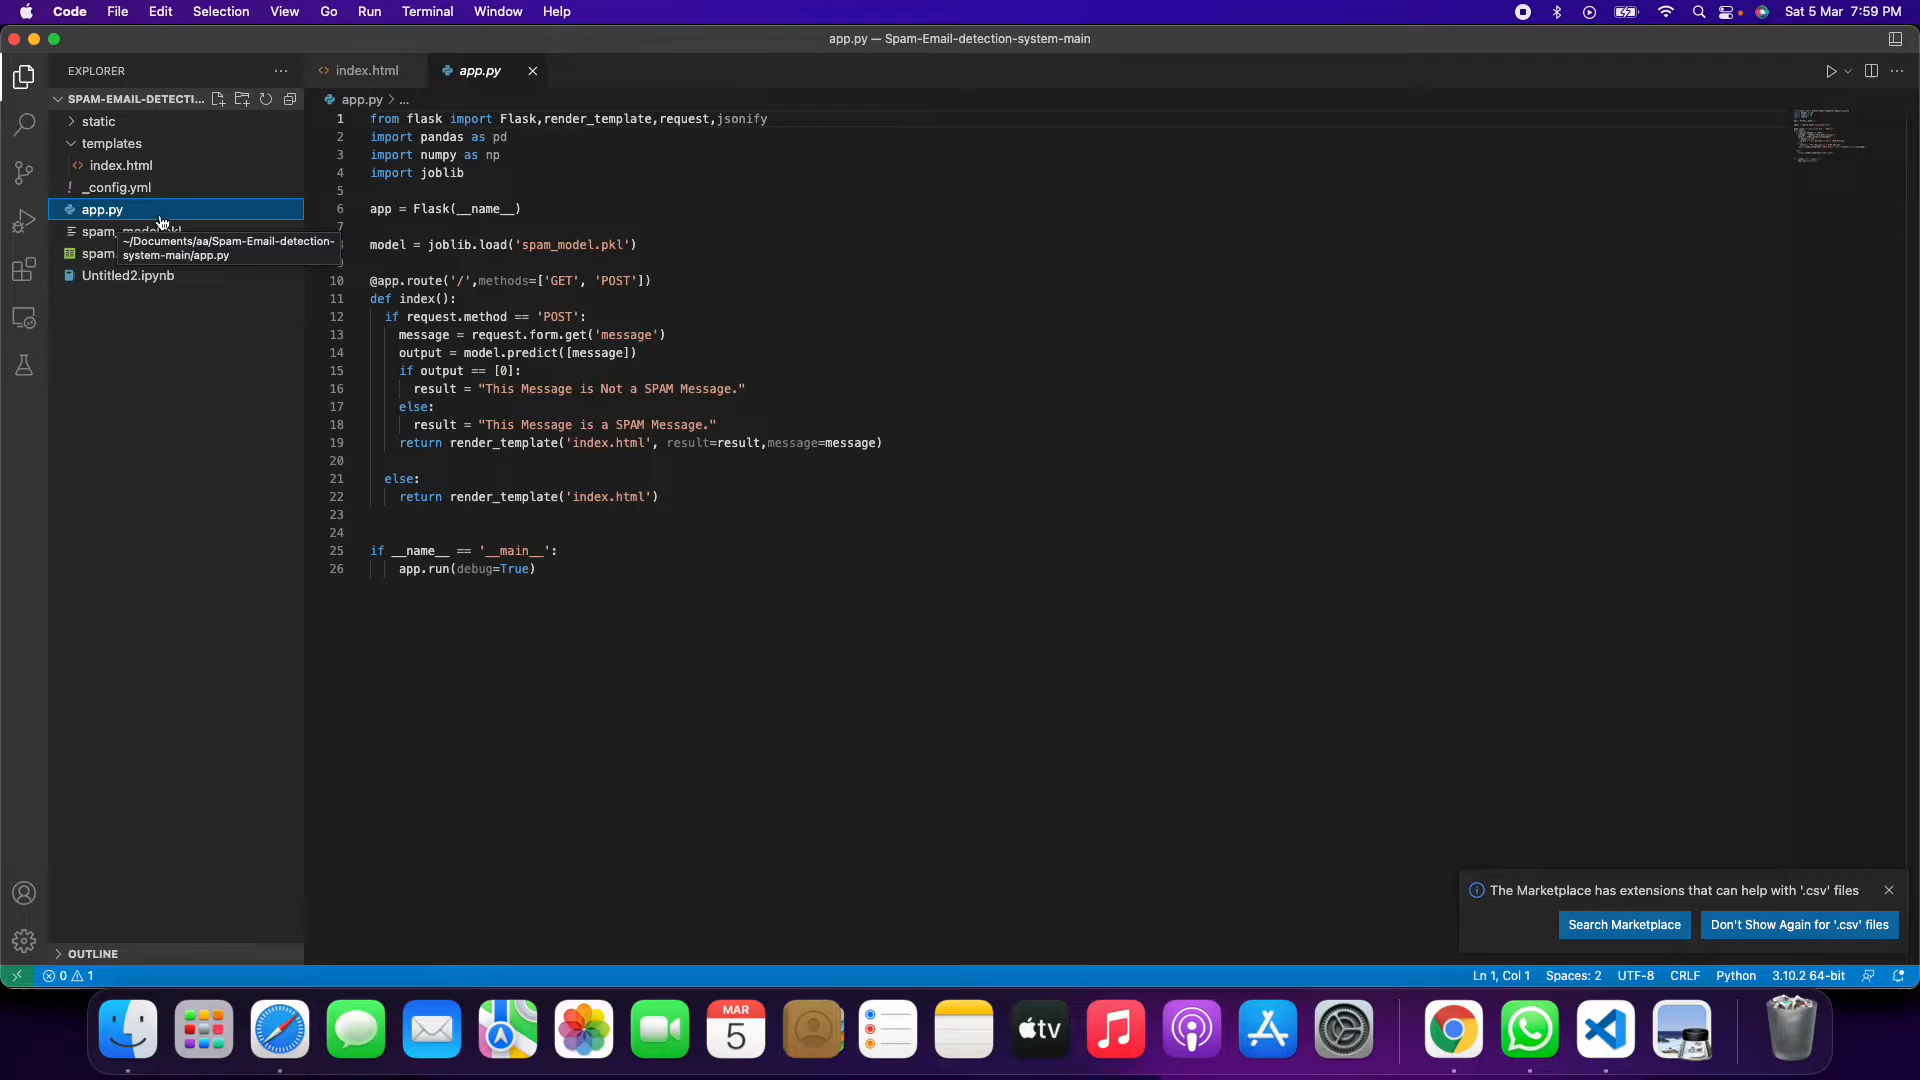 Code File Edit Selection View Go Run Terminal Window Help
Sat 5 Mar 7:59 PM
app.py — Spam-Email-detection-system-main
EXPLORER
index.html
app.py
SPAM-EMAIL-DETECTI...
app.py > ...
static
templates
index.html
_config.yml
app.py
spam_model.pkl
spam.
Untitled2.ipynb
~/Documents/aa/Spam-Email-detection-
system-main/app.py
1 from flask import Flask,render_template,request,jsonify
2 import pandas as pd
3 import numpy as np
4 import joblib
5
6 app = Flask(__name__)
7
model = joblib.load('spam_model.pkl')
10 @app.route('/',methods=['GET', 'POST'])
11 def index():
12 if request.method == 'POST':
13 message = request.form.get('message')
14 output = model.predict([message])
15 if output == [0]:
16 result = "This Message is Not a SPAM Message."
17 else:
18 result = "This Message is a SPAM Message."
19 return render_template('index.html', result=result,message=message)
20
21 else:
22 return render_template('index.html')
23
24
25 if __name__ == '__main__':
26 app.run(debug=True)
The Marketplace has extensions that can help with '.csv' files
Search Marketplace
Don't Show Again for '.csv' files
OUTLINE
0 1
Ln 1, Col 1 Spaces: 2 UTF-8 CRLF Python 3.10.2 64-bit
MAR
5
tv